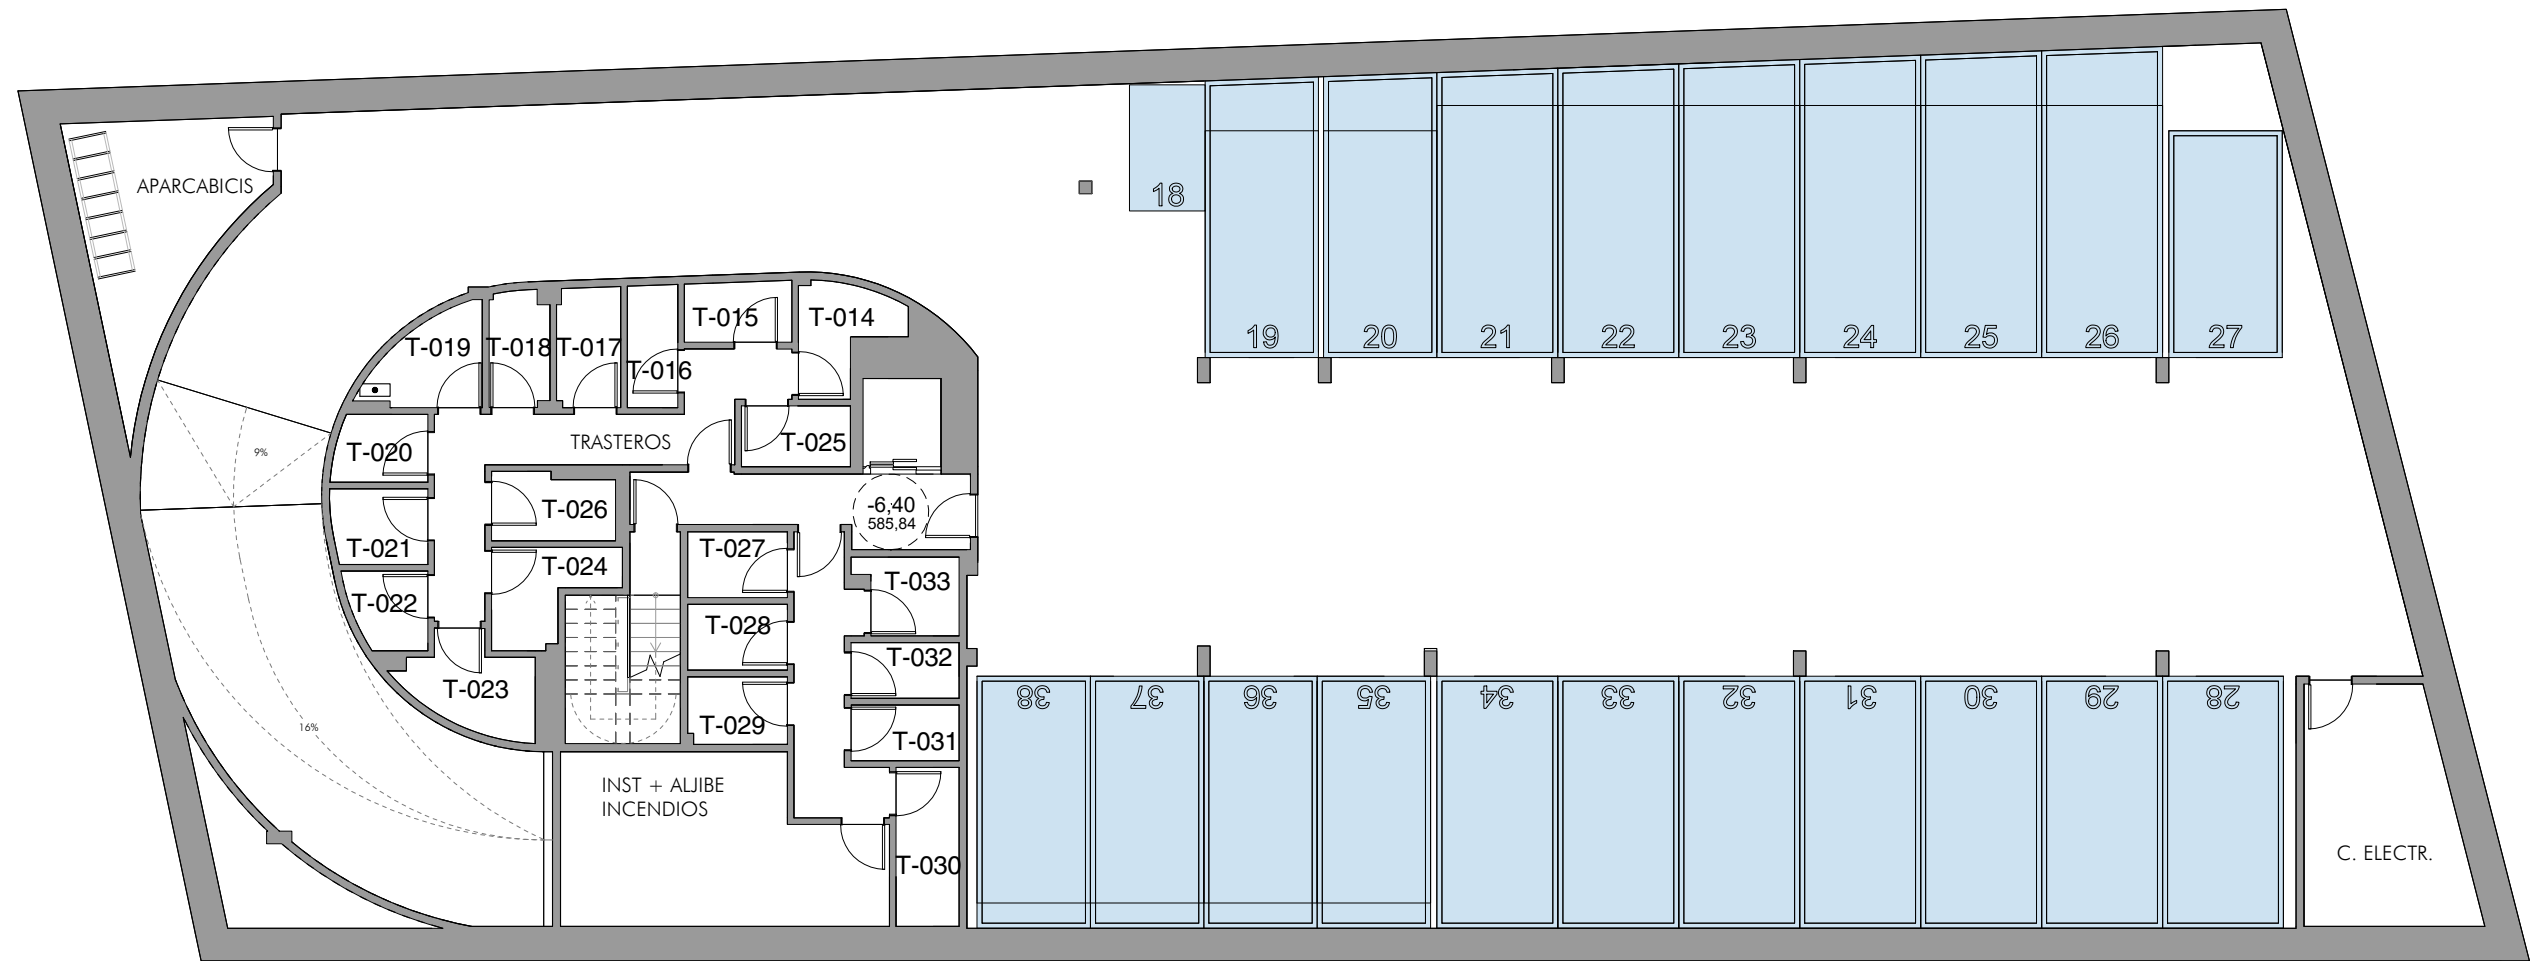 APARCABICIS
18
19
20
21
22
23
24
25
26
27
T-015
T-014
T-019
T-018
T-017
T-016
TRASTEROS
T-025
T-020
9%
T-026
-6,40
585,84
T-021
T-024
T-027
T-033
T-022
T-028
T-032
T-023
T-029
T-031
16%
INST + ALJIBE
INCENDIOS
T-030
38
37
36
35
34
33
32
31
30
29
28
C. ELECTR.